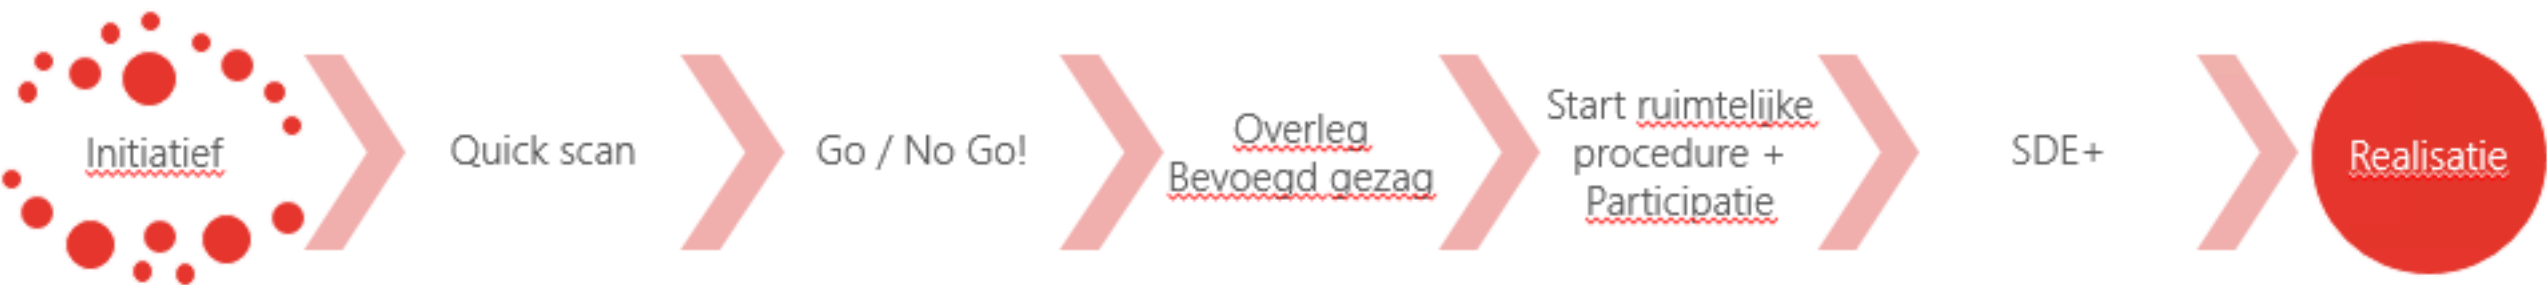 Initiatief
Quick scan
Go / No Go!
Overleg
Bevoegd gezag
Start ruimtelijke
procedure +
Participatie
SDE+
Realisatie